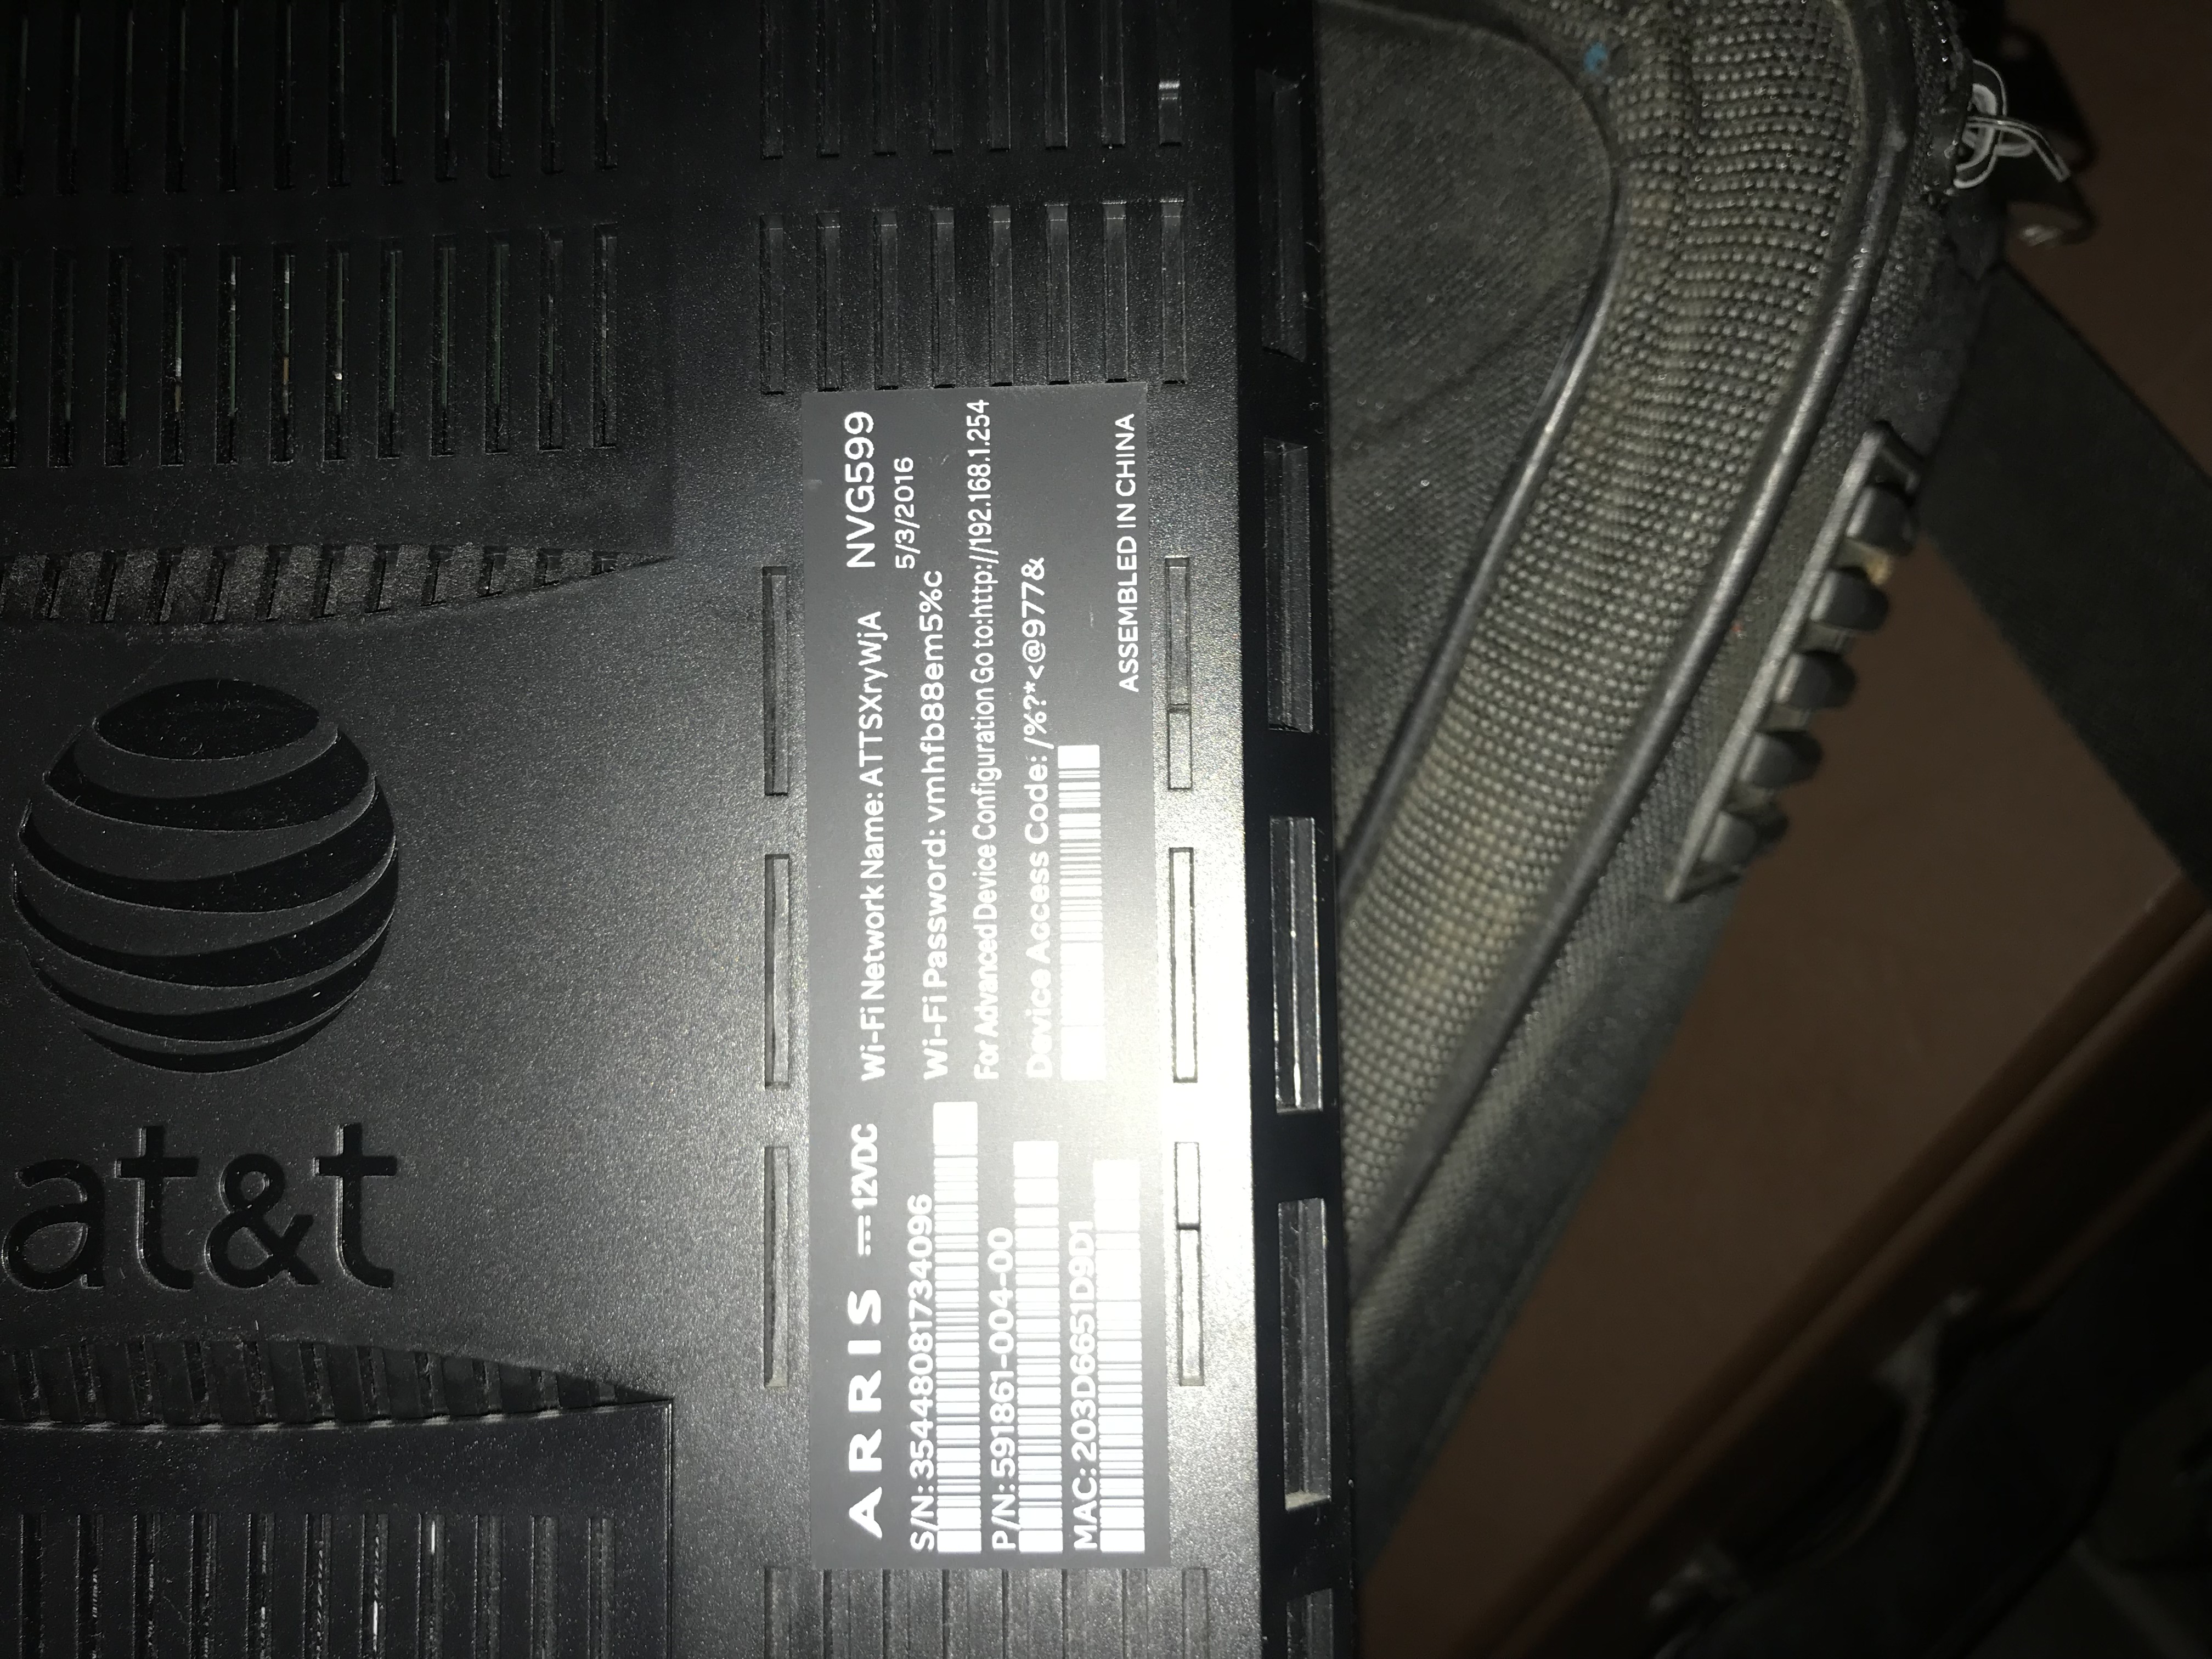 at&t
ARRIS 12VDC
S/N: 35448081734096
P/N: 591861-004-00
MAC: 203D6651D9D1
Wi-Fi Network Name: ATTSXryWjA
Wi-Fi Password: vmhfb88em5%c
For Advanced Device Configuration Go to:http://192.168.1.254
Device Access Code: /%?*<@977&
NVG599
5/3/2016
ASSEMBLED IN CHINA